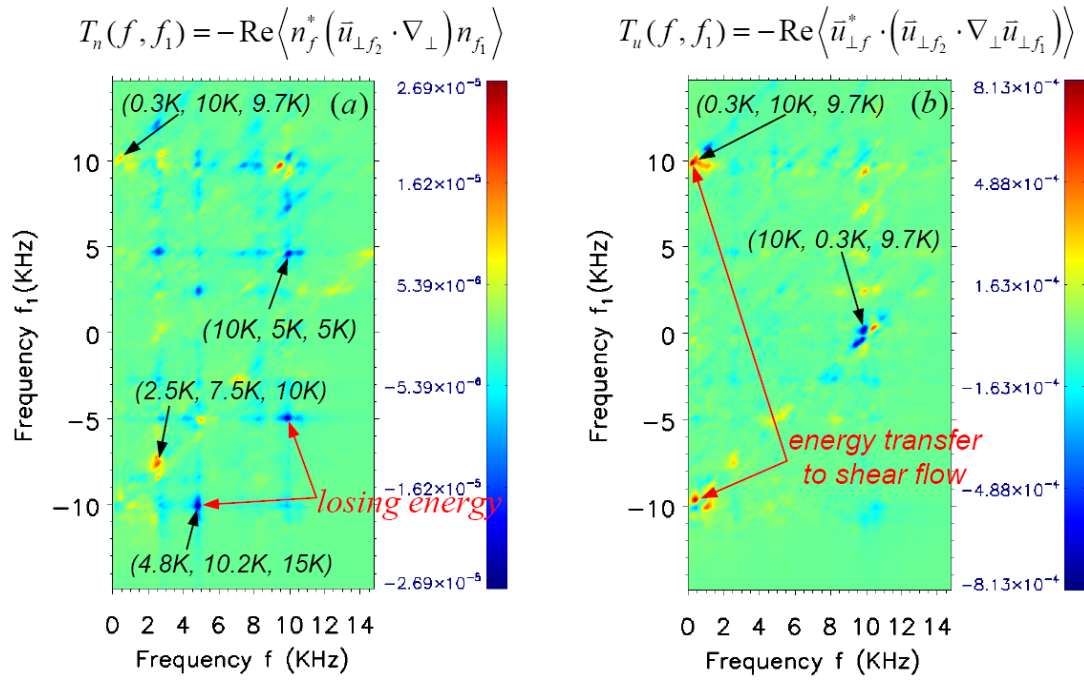 T_n(f, f_1) = −Re⟨n_f^*(u⃗_{⊥f_2} · ∇_⊥)n_{f_1}⟩
T_u(f, f_1) = −Re⟨u⃗_{⊥f}^* · (u⃗_{⊥f_2} · ∇_⊥u⃗_{⊥f_1})⟩
(0.3K, 10K, 9.7K)
(a)
(10K, 5K, 5K)
(2.5K, 7.5K, 10K)
losing energy
(4.8K, 10.2K, 15K)
10
5
0
−5
−10
Frequency f_1(KHz)
0 2 4 6 8 10 12 14
Frequency f (KHz)
2.69×10^{−5}
1.62×10^{−5}
5.39×10^{−6}
−5.39×10^{−6}
−1.62×10^{−5}
−2.69×10^{−5}
(0.3K, 10K, 9.7K)
(b)
(10K, 0.3K, 9.7K)
energy transfer
to shear flow
10
5
0
−5
−10
Frequency f_1(KHz)
0 2 4 6 8 10 12 14
Frequency f (KHz)
8.13×10^{−4}
4.88×10^{−4}
1.63×10^{−4}
−1.63×10^{−4}
−4.88×10^{−4}
−8.13×10^{−4}